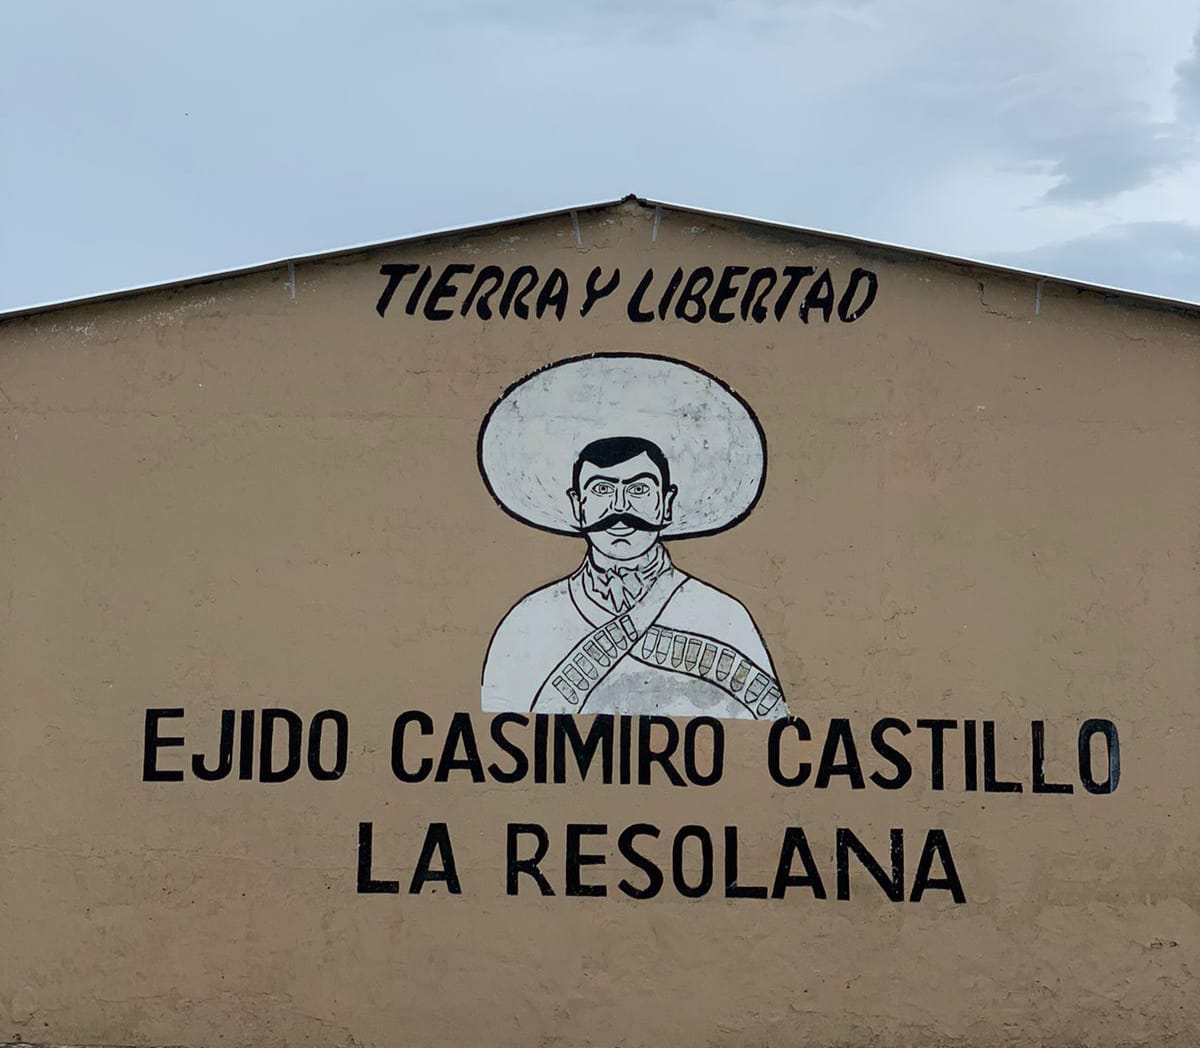 TIERRA Y LIBERTAD
EJIDO CASIMIRO CASTILLO
LA RESOLANA